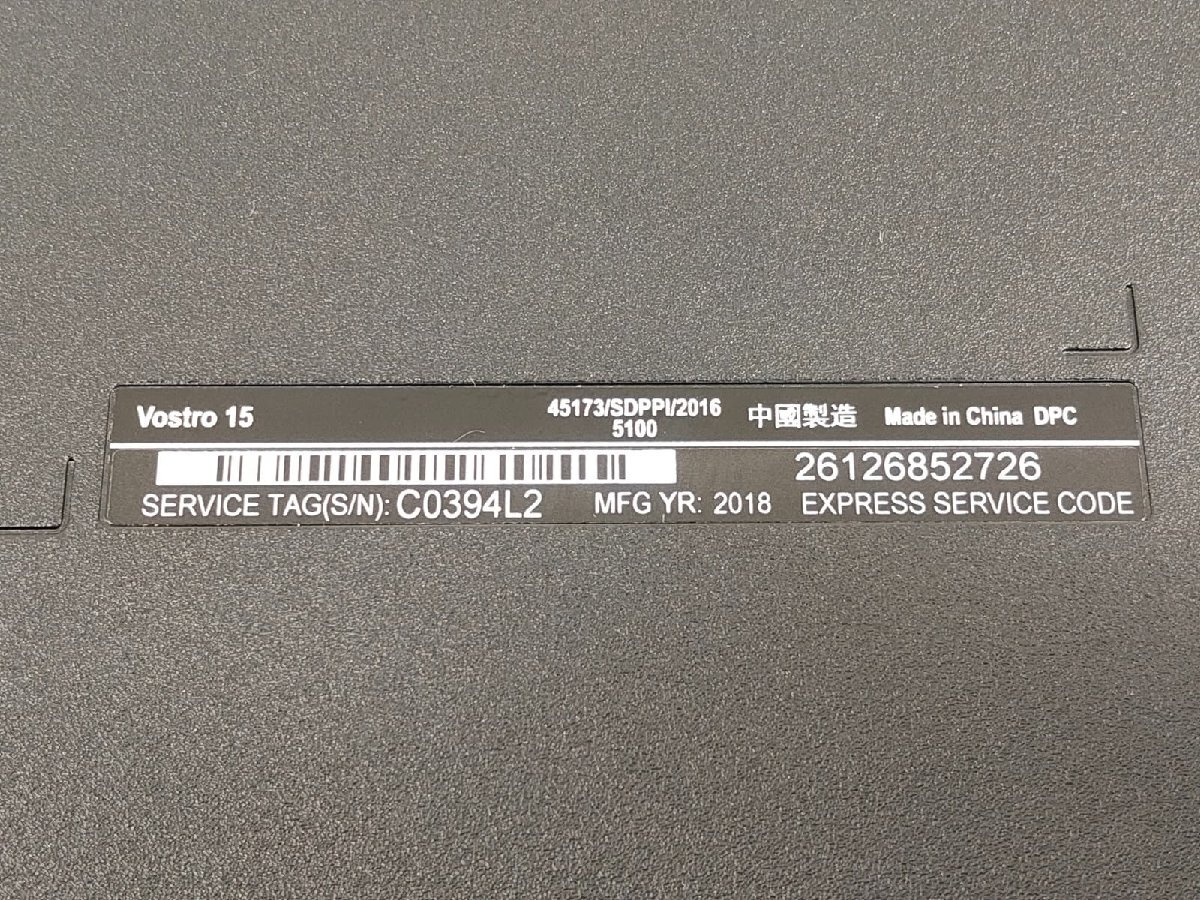 Vostro 15
45173/SDPPI/2016
5100
中國製造 Made in China DPC
26126852726
SERVICE TAG(S/N): C0394L2 MFG YR: 2018 EXPRESS SERVICE CODE